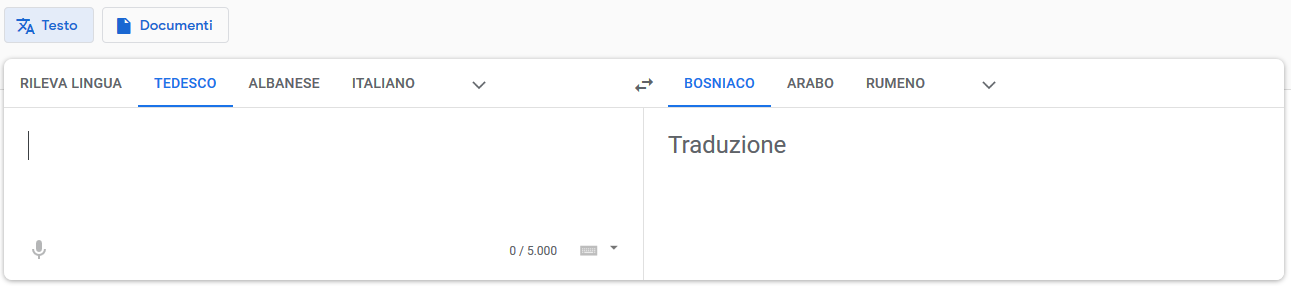 Testo Documenti
RILEVA LINGUA TEDESCO ALBANESE ITALIANO BOSNIACO ARABO RUMENO
Traduzione
0 / 5.000